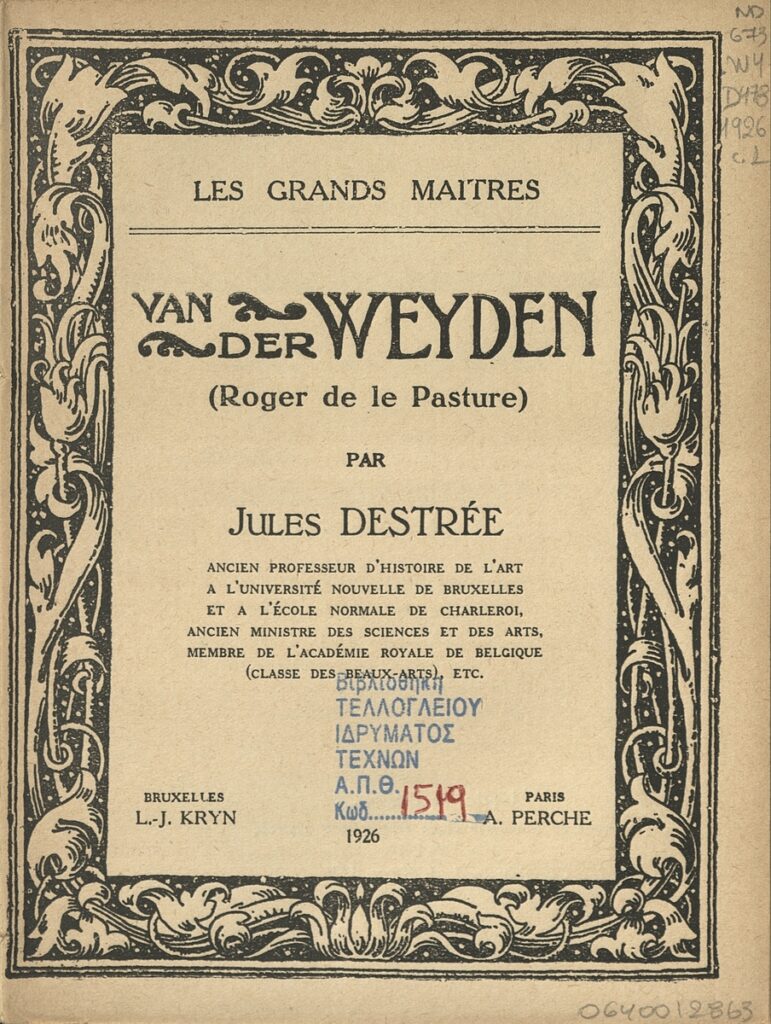 ND
673
.W4
D478
1926
c.2
LES GRANDS MAITRES
VAN
DER WEYDEN
(Roger de le Pasture)
PAR
JULES DESTRÉE
ANCIEN PROFESSEUR D'HISTOIRE DE L'ART
A L'UNIVERSITÉ NOUVELLE DE BRUXELLES
ET A L'ÉCOLE NORMALE DE CHARLEROI,
ANCIEN MINISTRE DES SCIENCES ET DES ARTS,
MEMBRE DE L'ACADÉMIE ROYALE DE BELGIQUE
(CLASSE DES BEAUX-ARTS), ETC.
Βιβλιοθήκη
ΤΕΛΛΟΓΛΕΙΟΥ
ΙΔΡΥΜΑΤΟΣ
ΤΕΧΝΩΝ
Α.Π.Θ.
Κωδ. 1519
BRUXELLES
L.-J. KRYN
PARIS
A. PERCHE
1926
0640012863